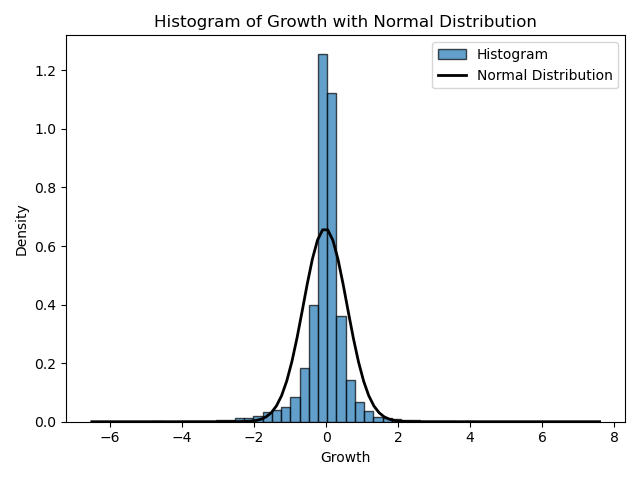 Histogram of Growth with Normal Distribution
Histogram
Normal Distribution
Density
1.2
1.0
0.8
0.6
0.4
0.2
0.0
−6 −4 −2 0 2 4 6 8
Growth